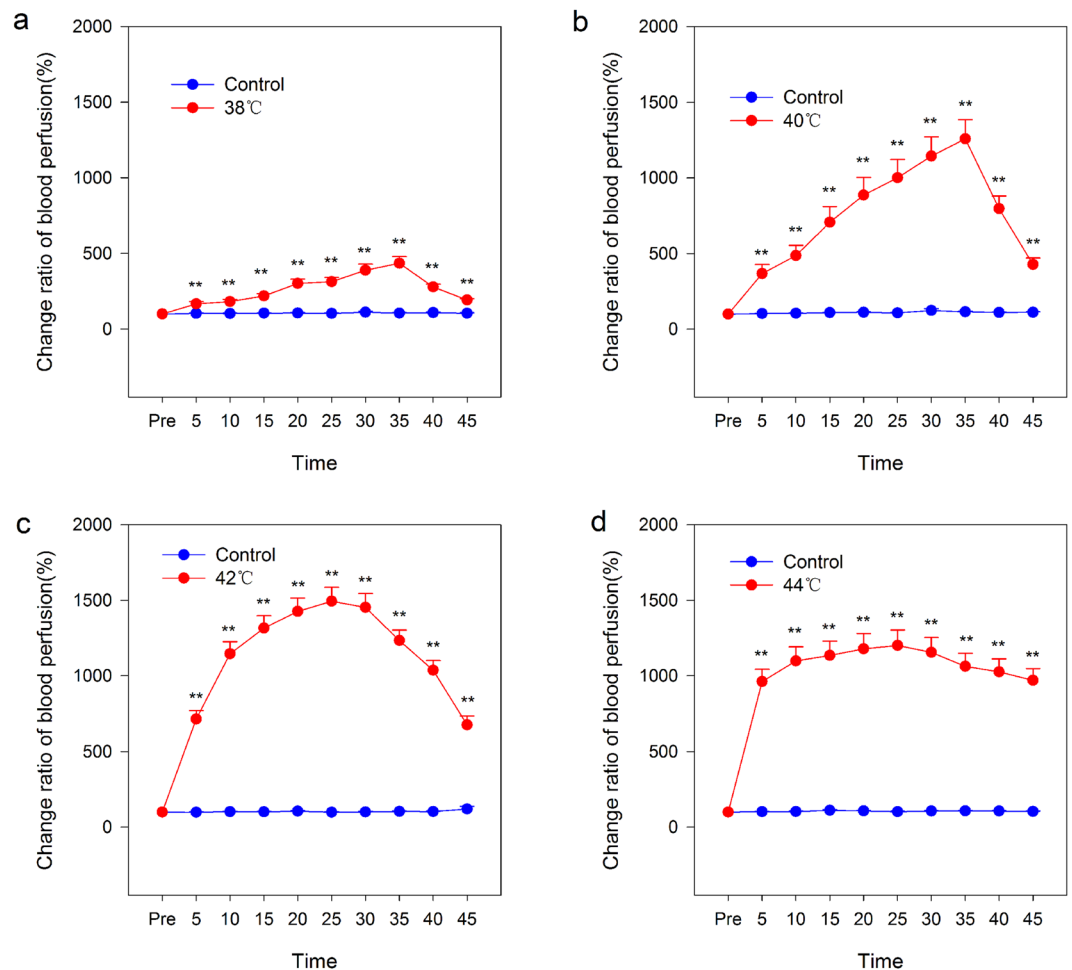 a
2000
1500
1000
500
0
Change ratio of blood perfusion(%)
Control
38℃
** ** ** ** ** ** ** ** **
Pre 5 10 15 20 25 30 35 40 45
Time
b
2000
1500
1000
500
0
Change ratio of blood perfusion(%)
Control
40℃
** ** ** ** ** ** ** ** **
Pre 5 10 15 20 25 30 35 40 45
Time
c
2000
1500
1000
500
0
Change ratio of blood perfusion(%)
Control
42℃
** ** ** ** ** ** ** ** **
Pre 5 10 15 20 25 30 35 40 45
Time
d
2000
1500
1000
500
0
Change ratio of blood perfusion(%)
Control
44℃
** ** ** ** ** ** ** ** **
Pre 5 10 15 20 25 30 35 40 45
Time